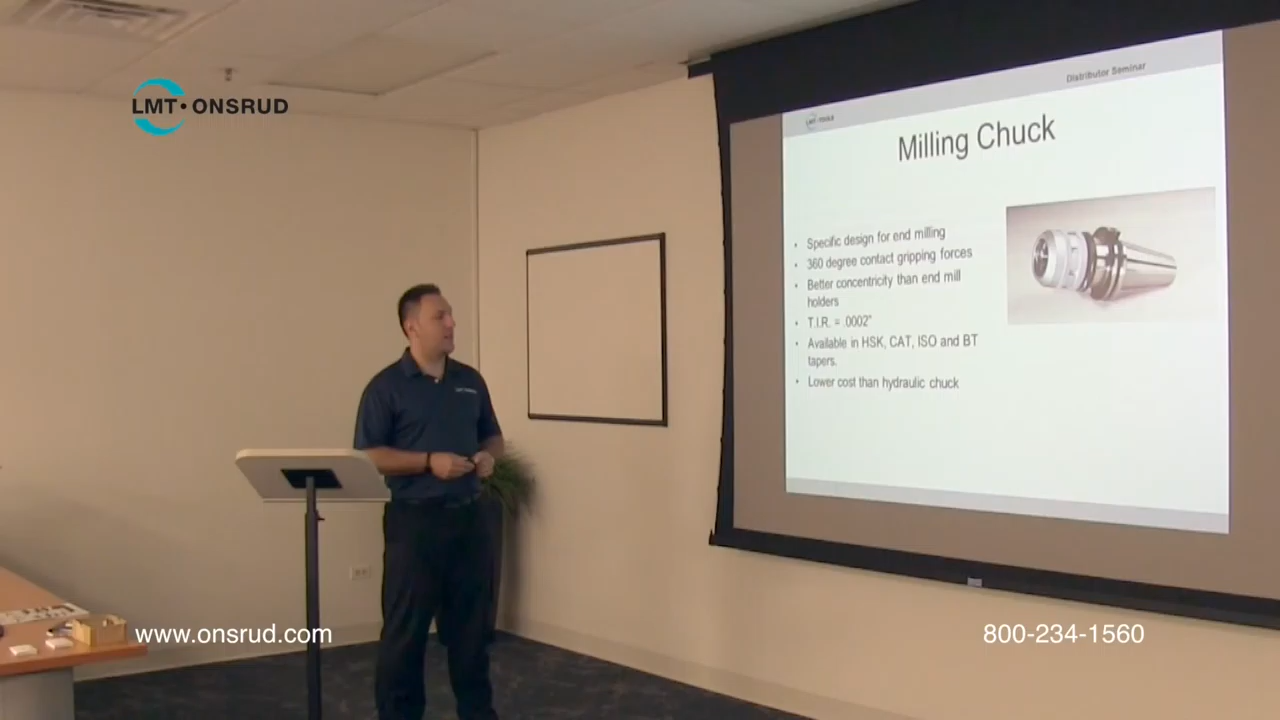 LMT • ONSRUD
Distributor Seminar
Milling Chuck
• Specific design for end milling
• 360 degree contact gripping forces
• Better concentricity than end mill
holders
• T.I.R. = .0002"
• Available in HSK, CAT, ISO and BT
tapers.
• Lower cost than hydraulic chuck
www.onsrud.com
800-234-1560